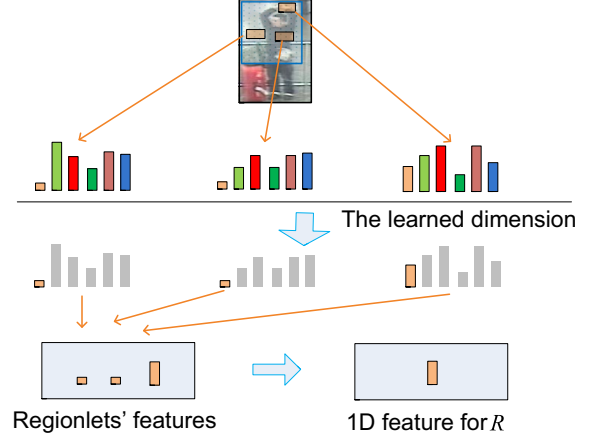 The learned dimension
Regionlets' features
1D feature for R